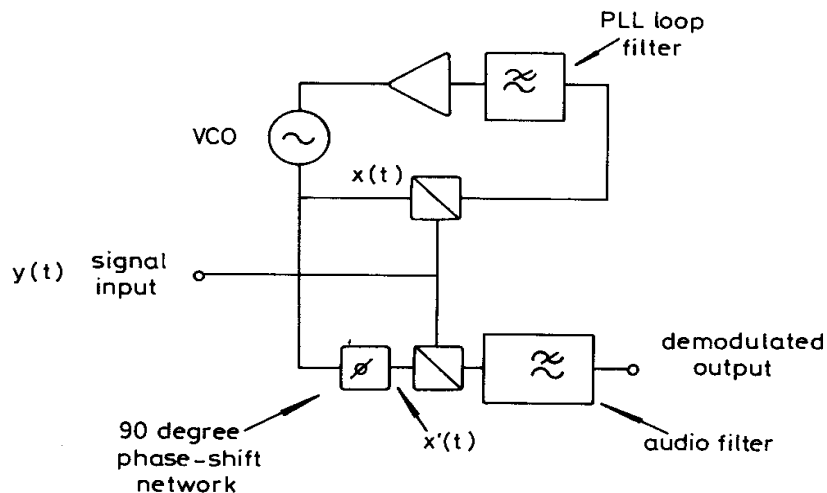 PLL loop
filter
VCO
x(t)
y(t) signal
input
demodulated
output
90 degree
phase-shift
network
x'(t)
audio filter